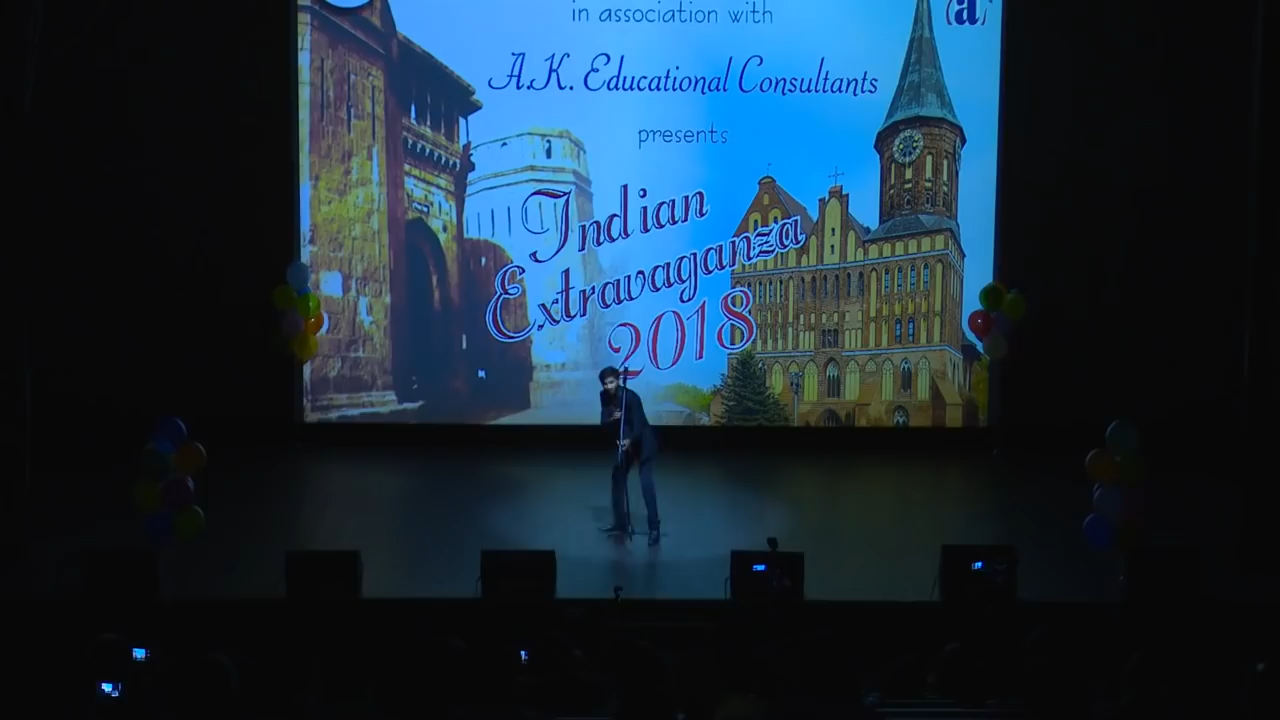 in association with
(a)
A.K. Educational Consultants
presents
Indian
Extravaganza
2018